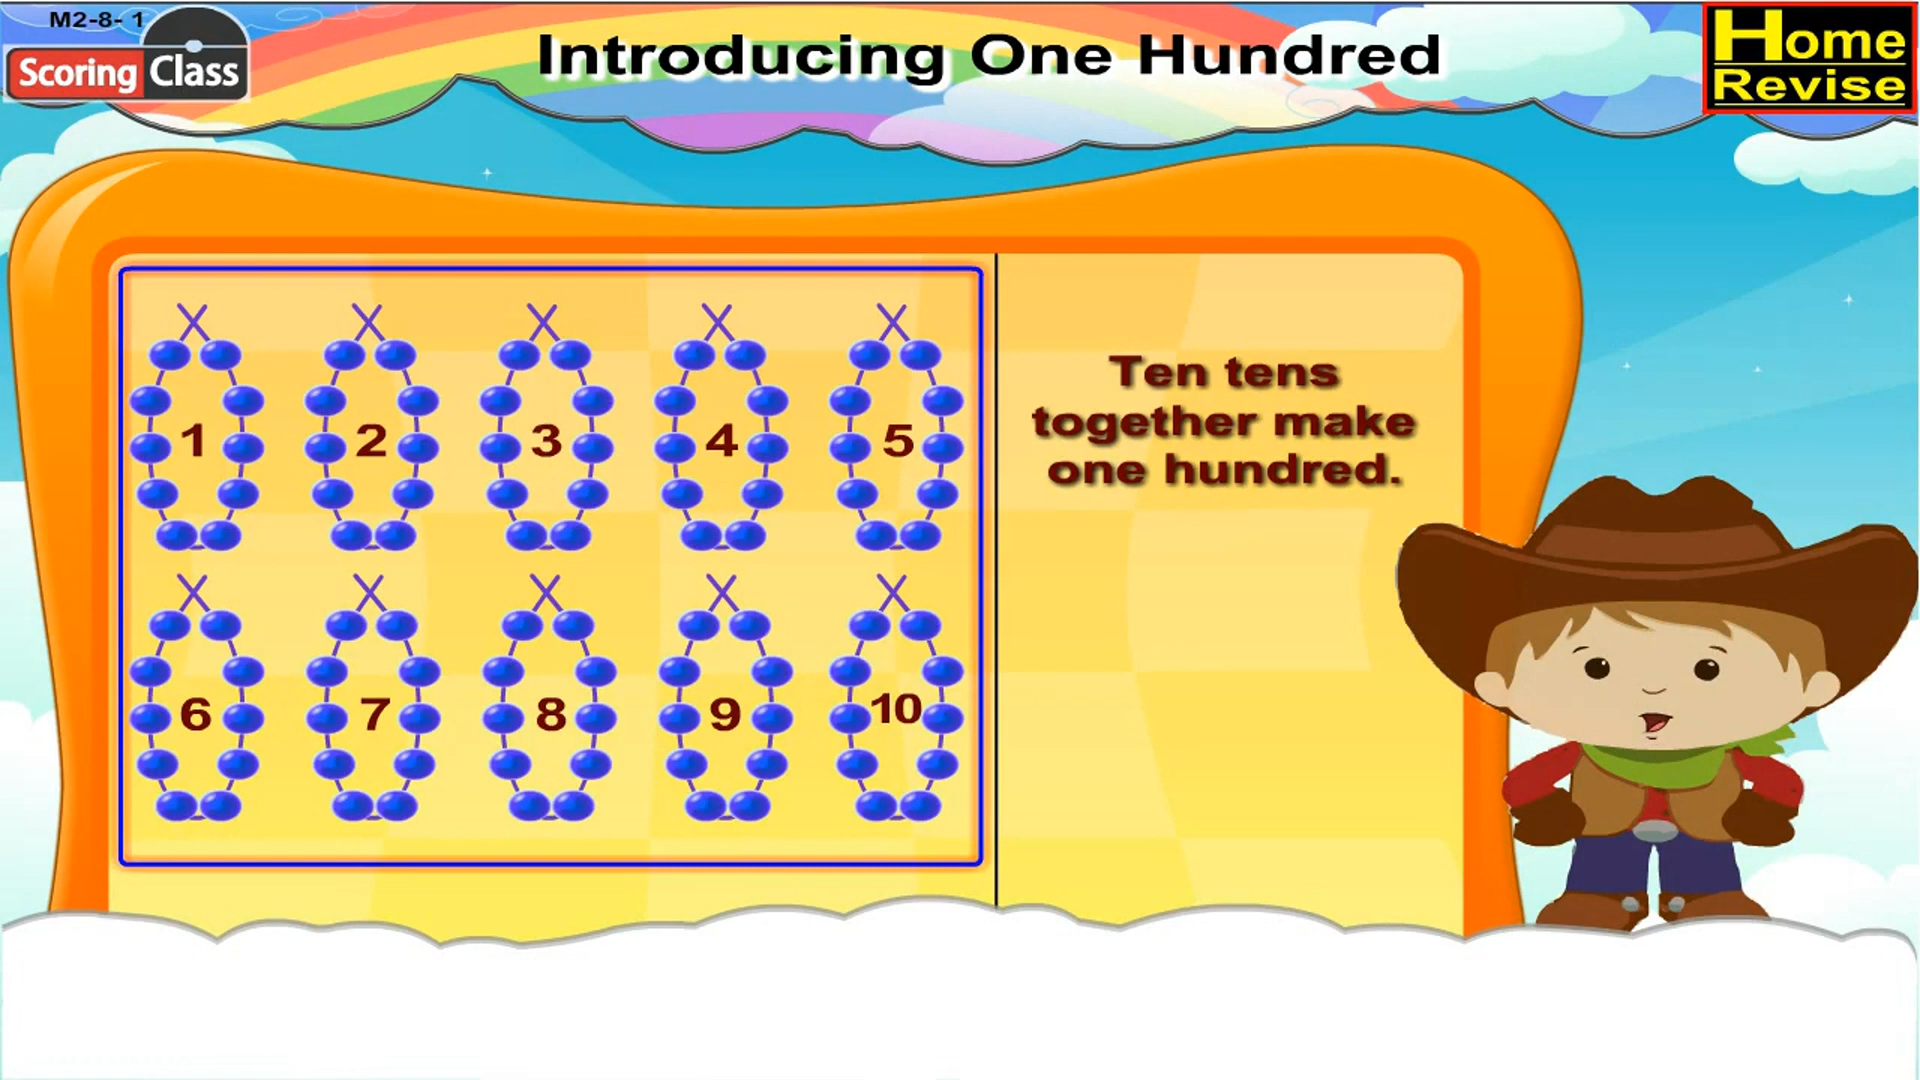 M2-8- 1
Scoring Class
Introducing One Hundred
Home
Revise
1 2 3 4 5
6 7 8 9 10
Ten tens
together make
one hundred.